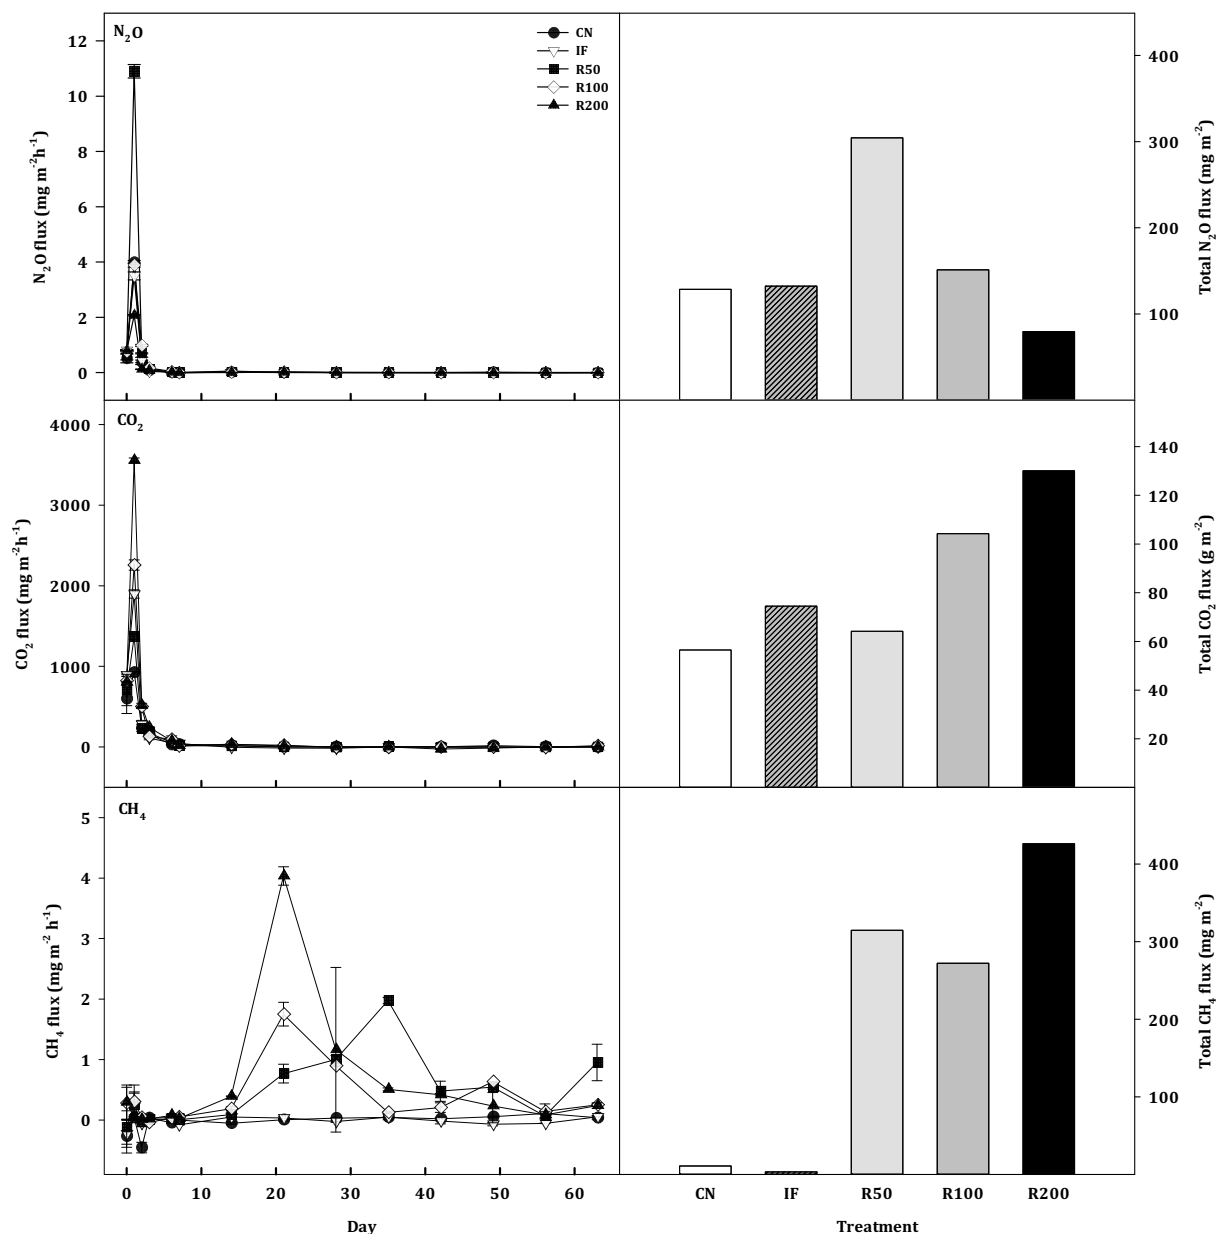 N₂O
CN
IF
R50
R100
R200
12
10
8
6
4
2
0
N₂O flux (mg m⁻²h⁻¹)
400
300
200
100
Total N₂O flux (mg m⁻²)
CO₂
4000
3000
2000
1000
0
CO₂ flux (mg m⁻²h⁻¹)
140
120
100
80
60
40
20
Total CO₂ flux (g m⁻²)
CH₄
5
4
3
2
1
0
CH₄ flux (mg m⁻² h⁻¹)
400
300
200
100
Total CH₄ flux (mg m⁻²)
0 10 20 30 40 50 60
Day
CN IF R50 R100 R200
Treatment